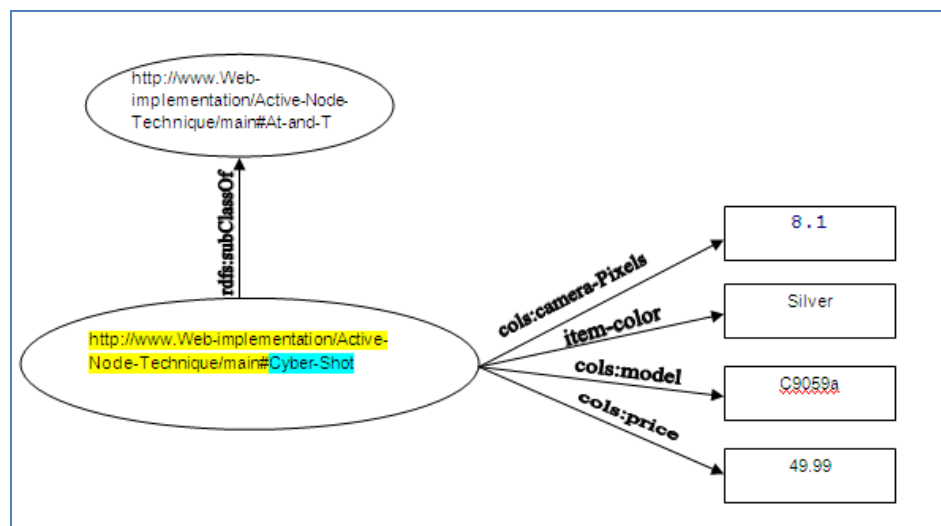 http://www.Web-
implementation/Active-Node-
Technique/main#At-and-T
rdfs:subClassOf
http://www.Web-implementation/Active-
Node-Technique/main#Cyber-Shot
cols:camera-Pixels
8.1
item-color
Silver
cols:model
C9059a
cols:price
49.99